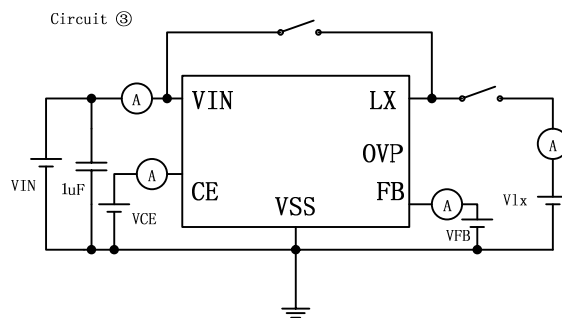 Circuit ③
A
VIN
LX
A
OVP
VIN
1uF
A
CE
FB
A
Vlx
VCE
VSS
VFB